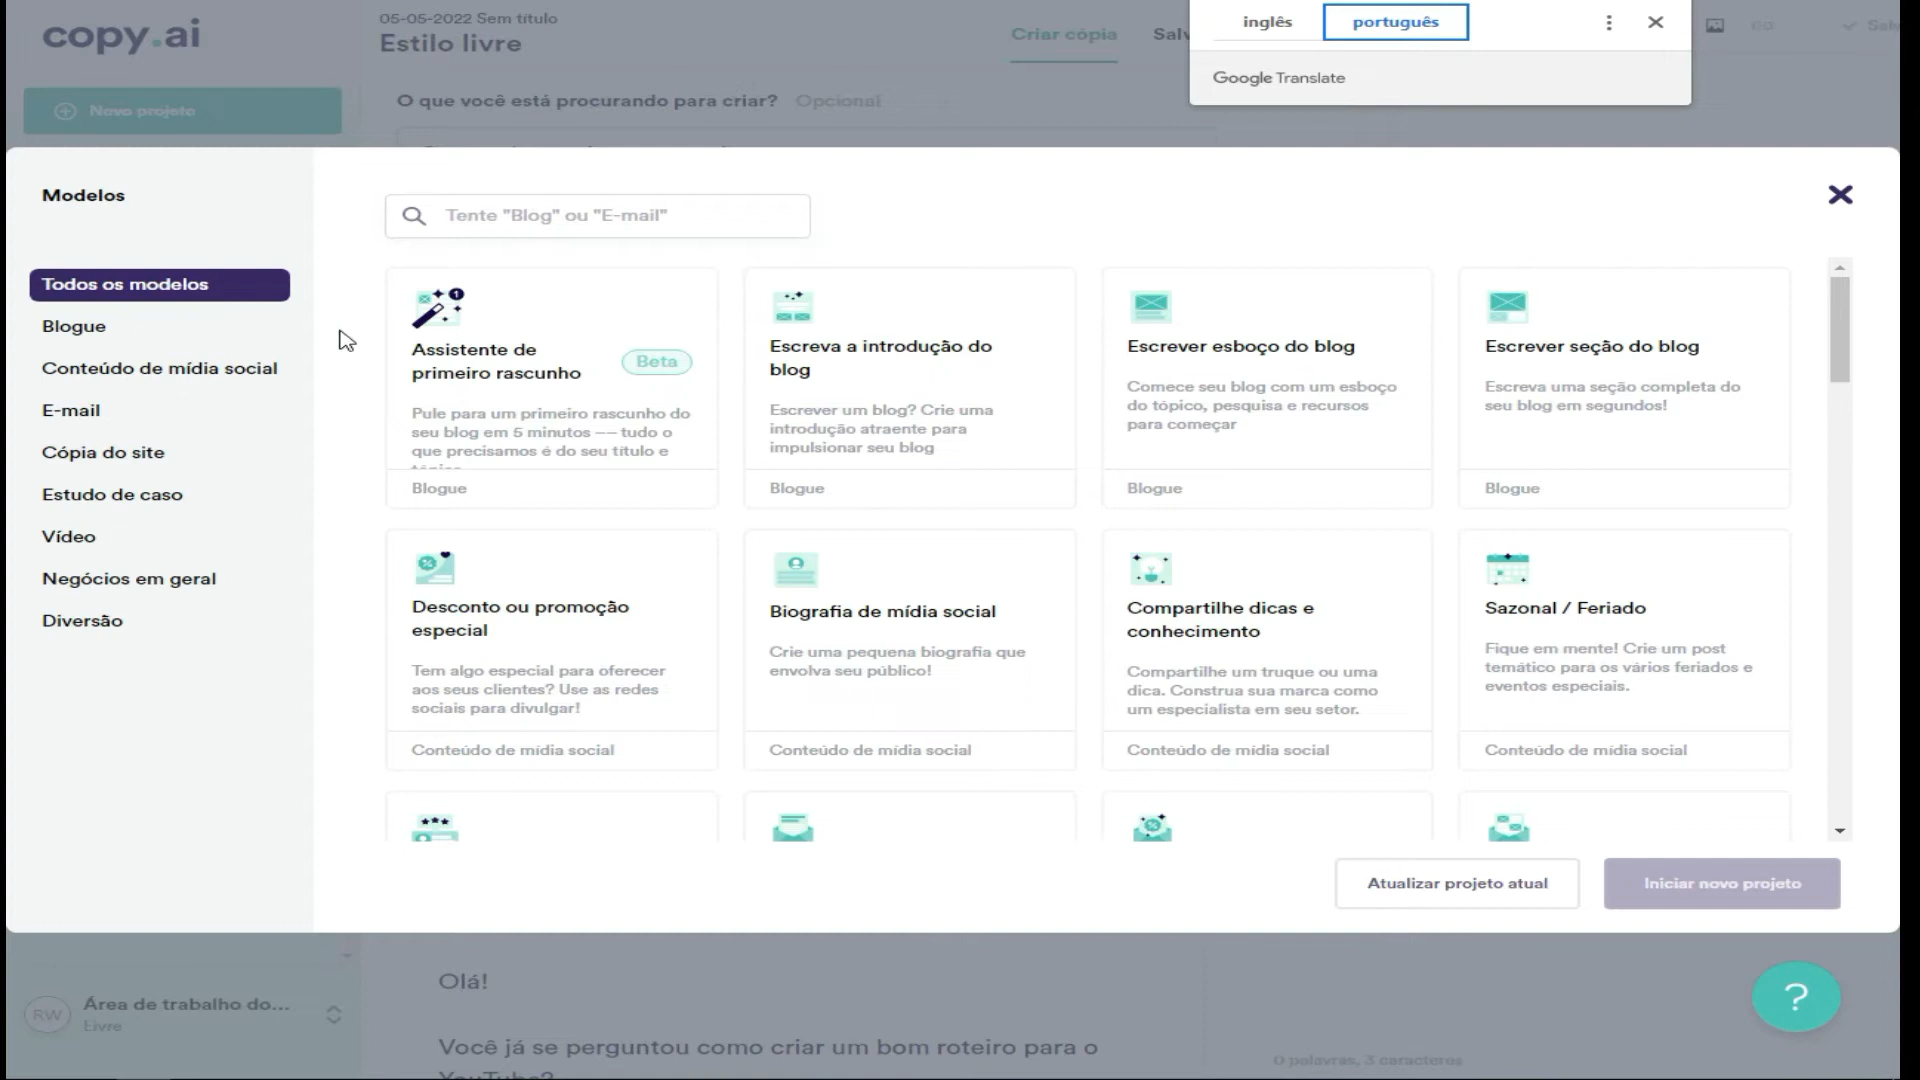 copy.ai
05-05-2022 Sem título
Estilo livre
Criar cópia
Salv
inglês
português
Google Translate
Salv
Novo projeto
O que você está procurando para criar? Opcional
Modelos
Tente "Blog" ou "E-mail"
Todos os modelos
Blogue
Conteúdo de mídia social
E-mail
Cópia do site
Estudo de caso
Vídeo
Negócios em geral
Diversão
1
Assistente de
primeiro rascunho
Beta
Pule para um primeiro rascunho do
seu blog em 5 minutos –– tudo o
que precisamos é do seu título e
Blogue
Escreva a introdução do
blog
Escrever um blog? Crie uma
introdução atraente para
impulsionar seu blog
Blogue
Escrever esboço do blog
Comece seu blog com um esboço
do tópico, pesquisa e recursos
para começar
Blogue
Escrever seção do blog
Escreva uma seção completa do
seu blog em segundos!
Blogue
Desconto ou promoção
especial
Tem algo especial para oferecer
aos seus clientes? Use as redes
sociais para divulgar!
Conteúdo de mídia social
Biografia de mídia social
Crie uma pequena biografia que
envolva seu público!
Conteúdo de mídia social
Compartilhe dicas e
conhecimento
Compartilhe um truque ou uma
dica. Construa sua marca como
um especialista em seu setor.
Conteúdo de mídia social
Sazonal / Feriado
Fique em mente! Crie um post
temático para os vários feriados e
eventos especiais.
Conteúdo de mídia social
Atualizar projeto atual
Iniciar novo projeto
RW
Área de trabalho do...
Livre
Olá!
Você já se perguntou como criar um bom roteiro para o
YouTube?
0 palavras, 3 caracteres
?